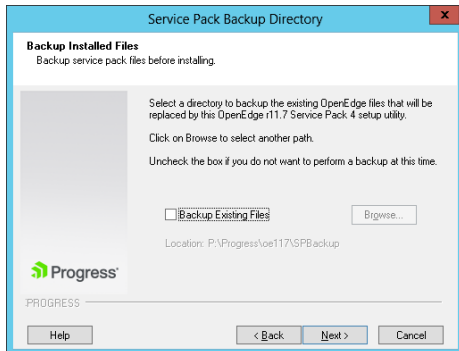 Service Pack Backup Directory
x
Backup Installed Files
Backup service pack files before installing.
Select a directory to backup the existing OpenEdge files that will be
replaced by this OpenEdge r11.7 Service Pack 4 setup utility.
Click on Browse to select another path.
Uncheck the box if you do not want to perform a backup at this time.
Backup Existing Files
Browse...
Location: P:\Progress\oe117\SPBackup
Progress
PROGRESS
Help
< Back
Next >
Cancel